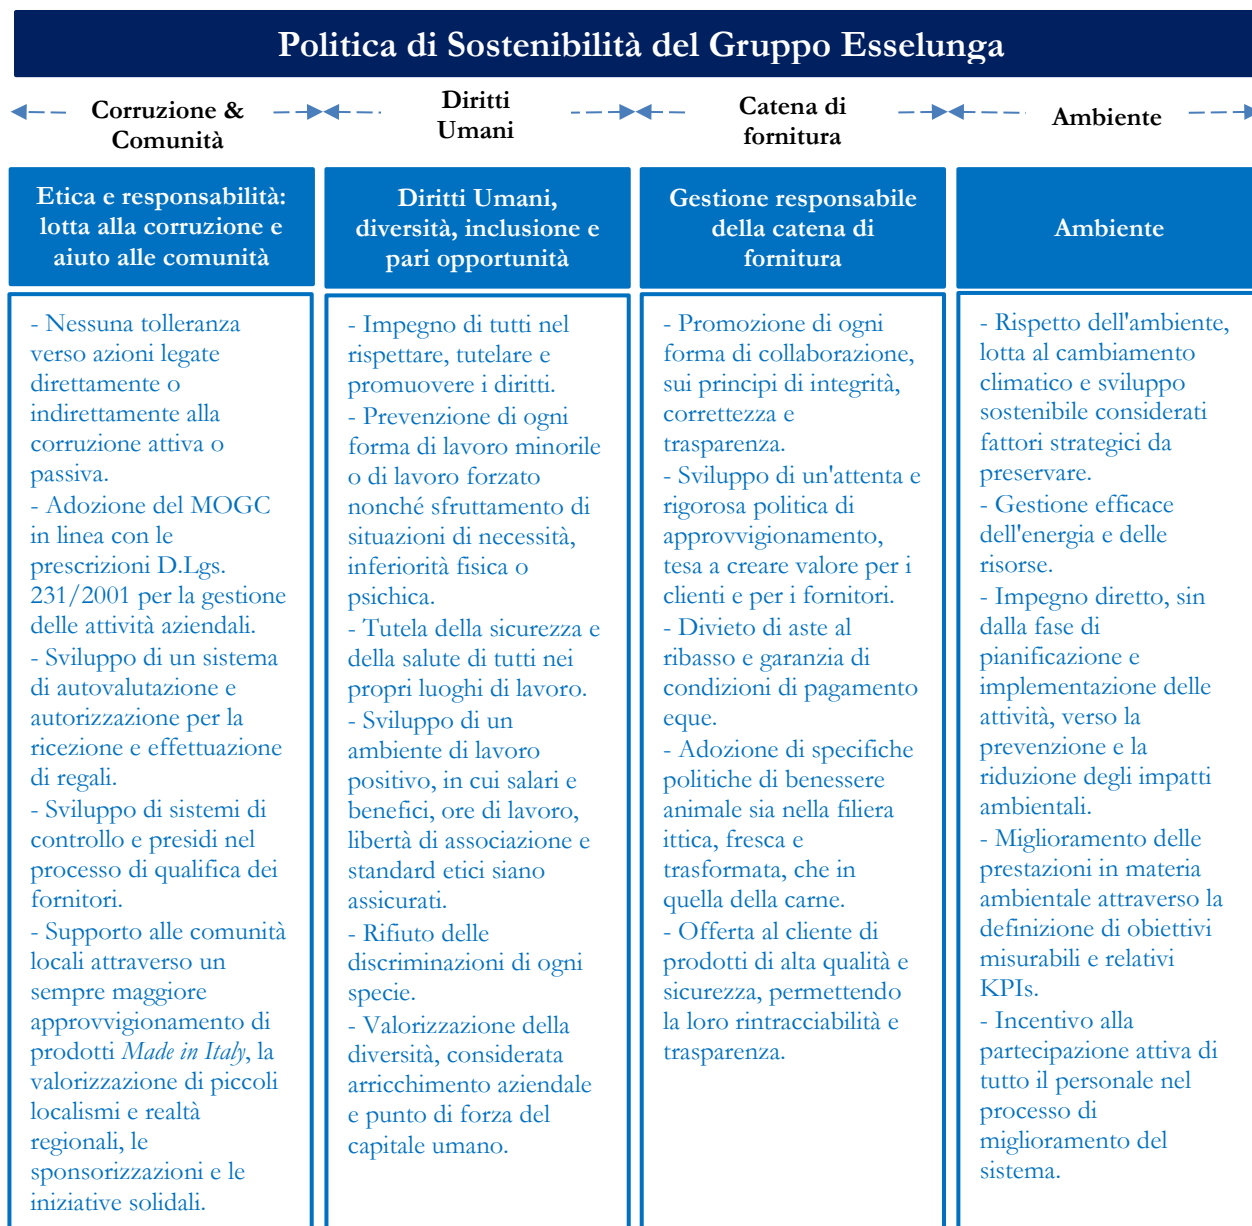 Politica di Sostenibilità del Gruppo Esselunga
Corruzione &
Comunità
Diritti
Umani
Catena di
fornitura
Ambiente
Etica e responsabilità:
lotta alla corruzione e
aiuto alle comunità
Diritti Umani,
diversità, inclusione e
pari opportunità
Gestione responsabile
della catena di
fornitura
Ambiente
- Nessuna tolleranza
verso azioni legate
direttamente o
indirettamente alla
corruzione attiva o
passiva.
- Adozione del MOGC
in linea con le
prescrizioni D.Lgs.
231/2001 per la gestione
delle attività aziendali.
- Sviluppo di un sistema
di autovalutazione e
autorizzazione per la
ricezione e effettuazione
di regali.
- Sviluppo di sistemi di
controllo e presidi nel
processo di qualifica dei
fornitori.
- Supporto alle comunità
locali attraverso un
sempre maggiore
approvvigionamento di
prodotti Made in Italy, la
valorizzazione di piccoli
localismi e realtà
regionali, le
sponsorizzazioni e le
iniziative solidali.
- Impegno di tutti nel
rispettare, tutelare e
promuovere i diritti.
- Prevenzione di ogni
forma di lavoro minorile
o di lavoro forzato
nonché sfruttamento di
situazioni di necessità,
inferiorità fisica o
psichica.
- Tutela della sicurezza e
della salute di tutti nei
propri luoghi di lavoro.
- Sviluppo di un
ambiente di lavoro
positivo, in cui salari e
benefici, ore di lavoro,
libertà di associazione e
standard etici siano
assicurati.
- Rifiuto delle
discriminazioni di ogni
specie.
- Valorizzazione della
diversità, considerata
arricchimento aziendale
e punto di forza del
capitale umano.
- Promozione di ogni
forma di collaborazione,
sui principi di integrità,
correttezza e
trasparenza.
- Sviluppo di un'attenta e
rigorosa politica di
approvvigionamento,
tesa a creare valore per i
clienti e per i fornitori.
- Divieto di aste al
ribasso e garanzia di
condizioni di pagamento
eque.
- Adozione di specifiche
politiche di benessere
animale sia nella filiera
ittica, fresca e
trasformata, che in
quella della carne.
- Offerta al cliente di
prodotti di alta qualità e
sicurezza, permettendo
la loro rintracciabilità e
trasparenza.
- Rispetto dell'ambiente,
lotta al cambiamento
climatico e sviluppo
sostenibile considerati
fattori strategici da
preservare.
- Gestione efficace
dell'energia e delle
risorse.
- Impegno diretto, sin
dalla fase di
pianificazione e
implementazione delle
attività, verso la
prevenzione e la
riduzione degli impatti
ambientali.
- Miglioramento delle
prestazioni in materia
ambientale attraverso la
definizione di obiettivi
misurabili e relativi
KPIs.
- Incentivo alla
partecipazione attiva di
tutto il personale nel
processo di
miglioramento del
sistema.